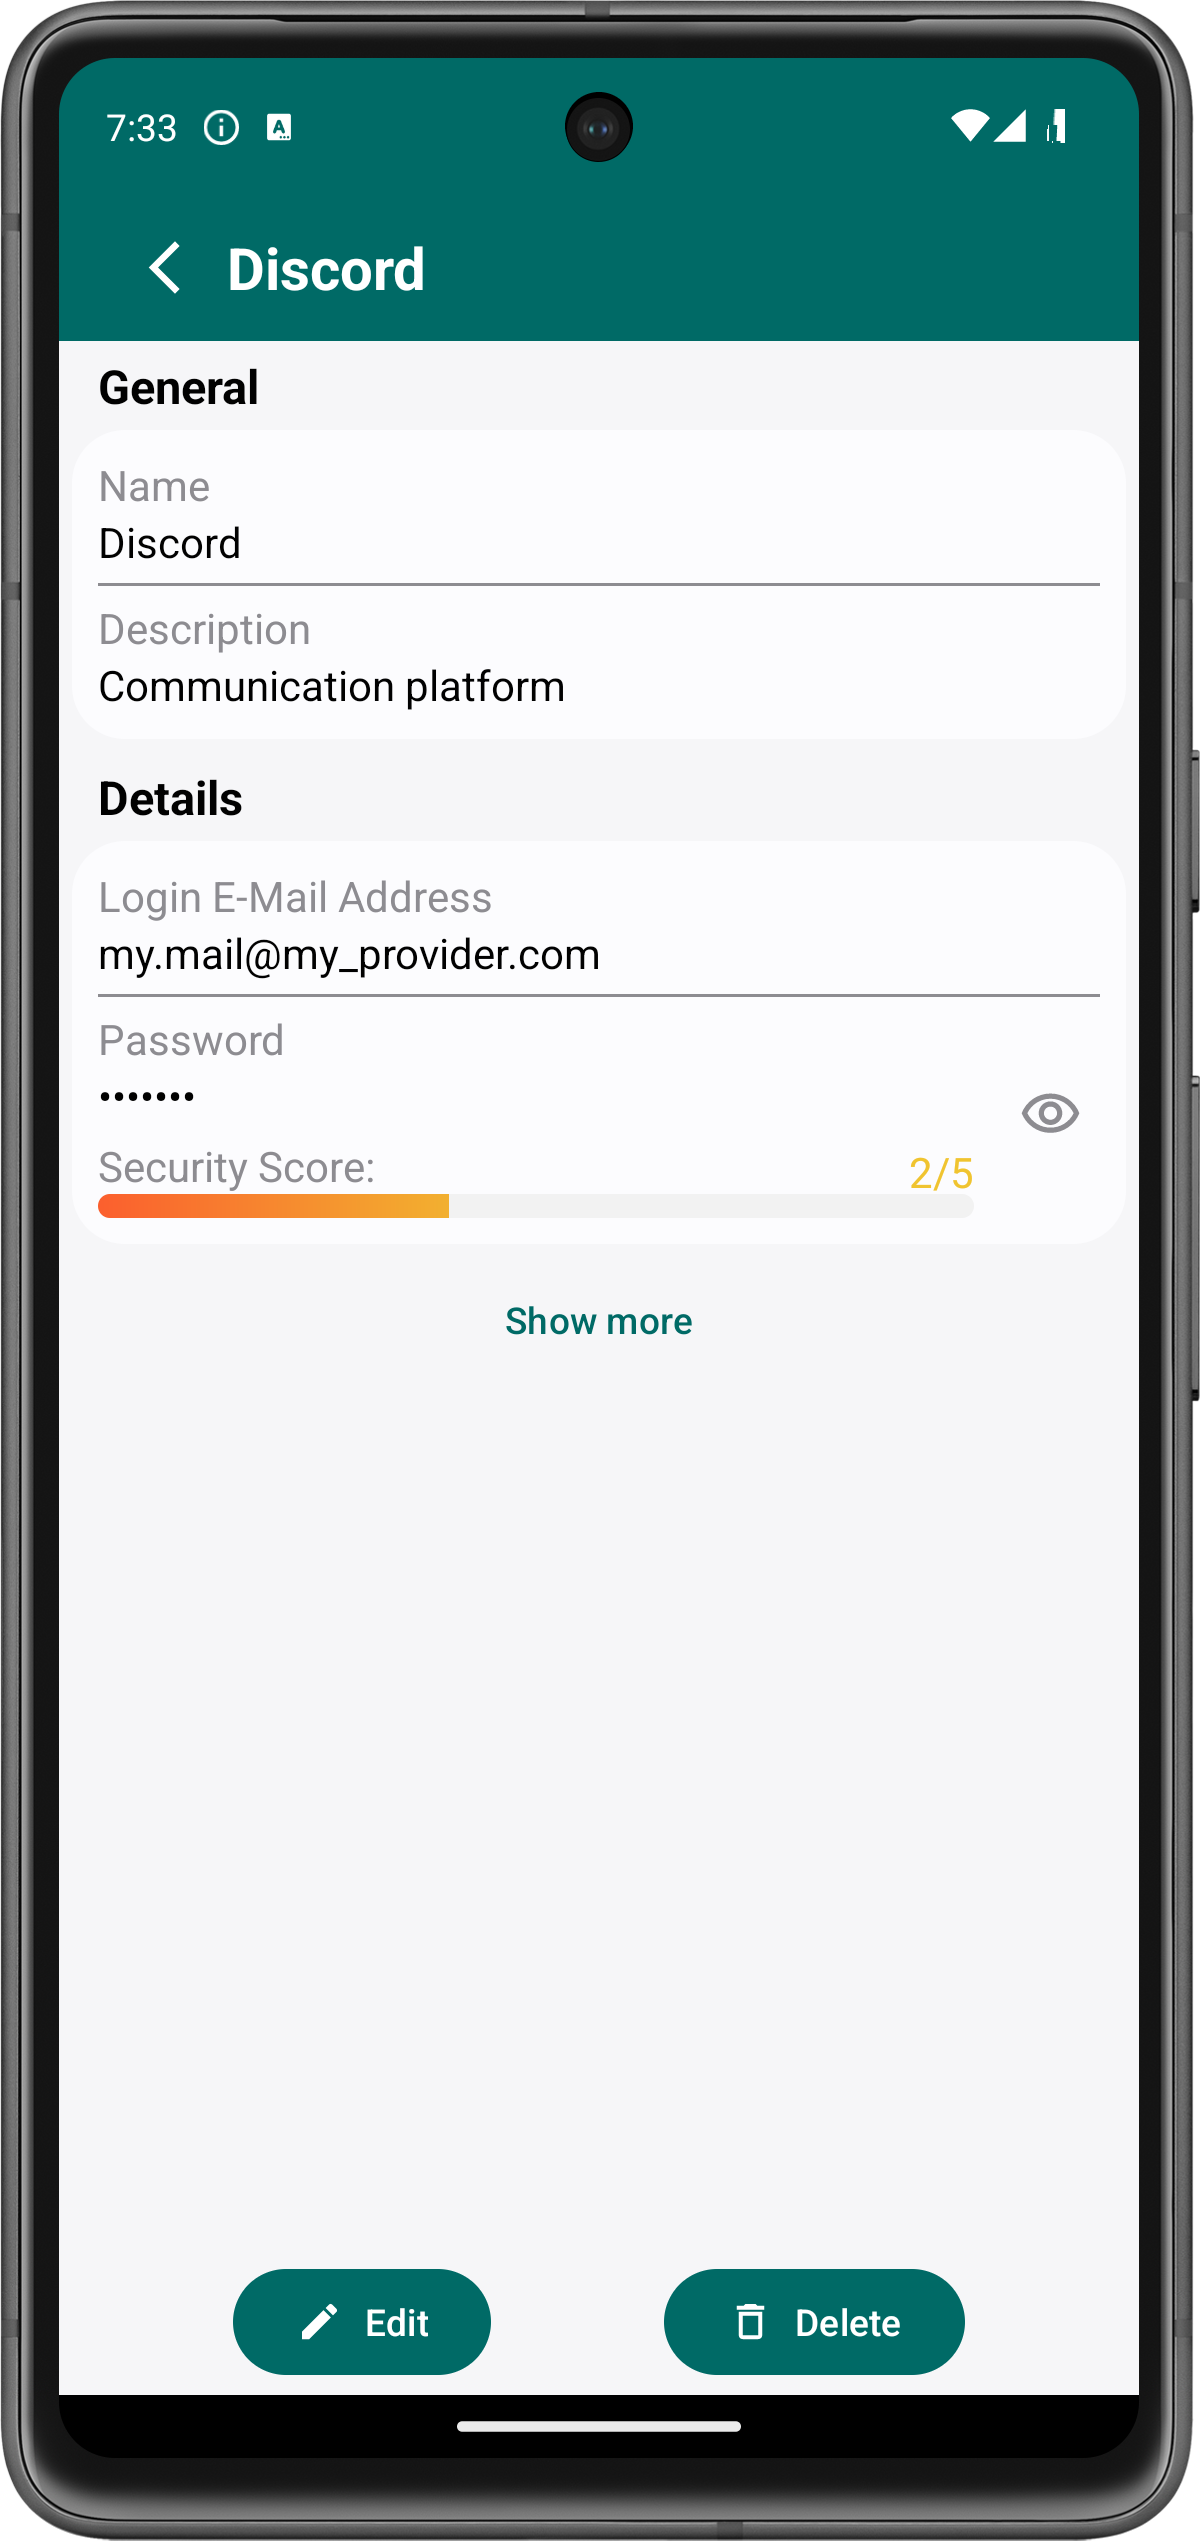 7:33
Discord
General
Name
Discord
Description
Communication platform
Details
Login E-Mail Address
my.mail@my_provider.com
Password
•••••••
Security Score:
2/5
Show more
Edit
Delete